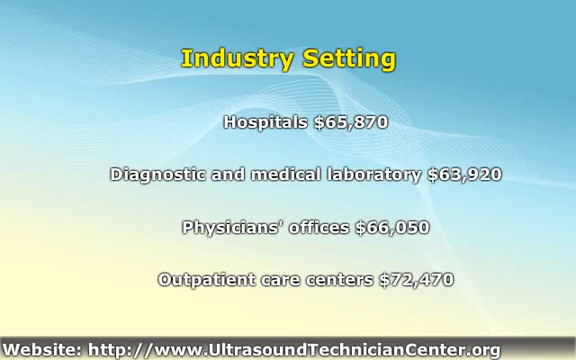 Industry Setting
Hospitals $65,870
Diagnostic and medical laboratory $63,920
Physicians' offices $66,050
Outpatient care centers $72,470
Website: http://www.UltrasoundTechnicianCenter.org